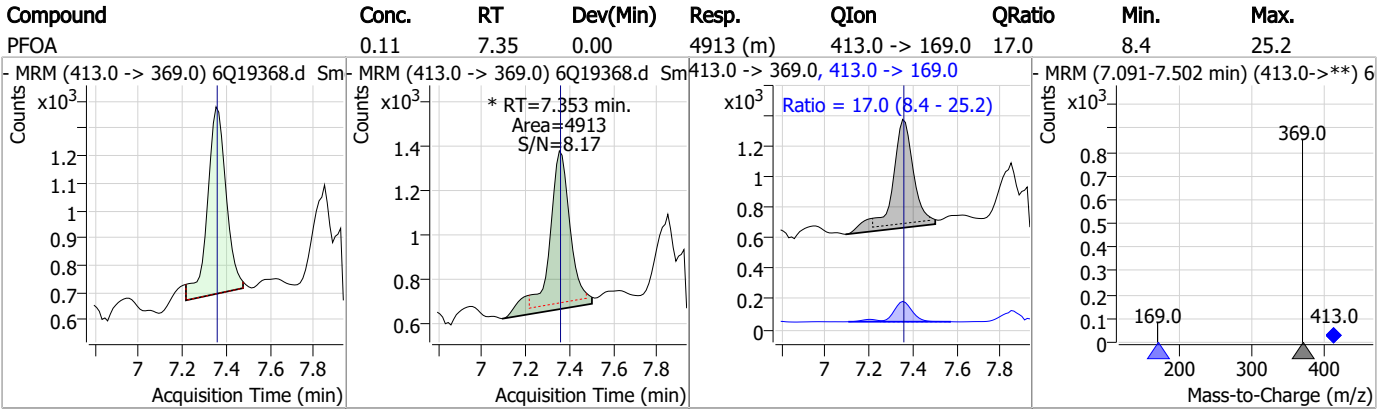 Compound Conc. RT Dev(Min) Resp. QIon QRatio Min. Max.
PFOA 0.11 7.35 0.00 4913 (m) 413.0 -> 169.0 17.0 8.4 25.2
- MRM (413.0 -> 369.0) 6Q19368.d Sm
Counts
x10³
1.2
1.1
1
0.9
0.8
0.7
0.6
7 7.2 7.4 7.6 7.8
Acquisition Time (min)
- MRM (413.0 -> 369.0) 6Q19368.d Sm
Counts
x10³
* RT=7.353 min.
Area=4913
S/N=8.17
1.4
1.2
1
0.8
0.6
7 7.2 7.4 7.6 7.8
Acquisition Time (min)
413.0 -> 369.0, 413.0 -> 169.0
x10³
Ratio = 17.0 (8.4 - 25.2)
1.2
1
0.8
0.6
0.4
0.2
0
7 7.2 7.4 7.6 7.8
Acquisition Time (min)
- MRM (7.091-7.502 min) (413.0->**) 6
Counts
x10³
369.0
0.8
0.7
0.6
0.5
0.4
0.3
0.2
0.1
0
169.0
413.0
200 300 400
Mass-to-Charge (m/z)